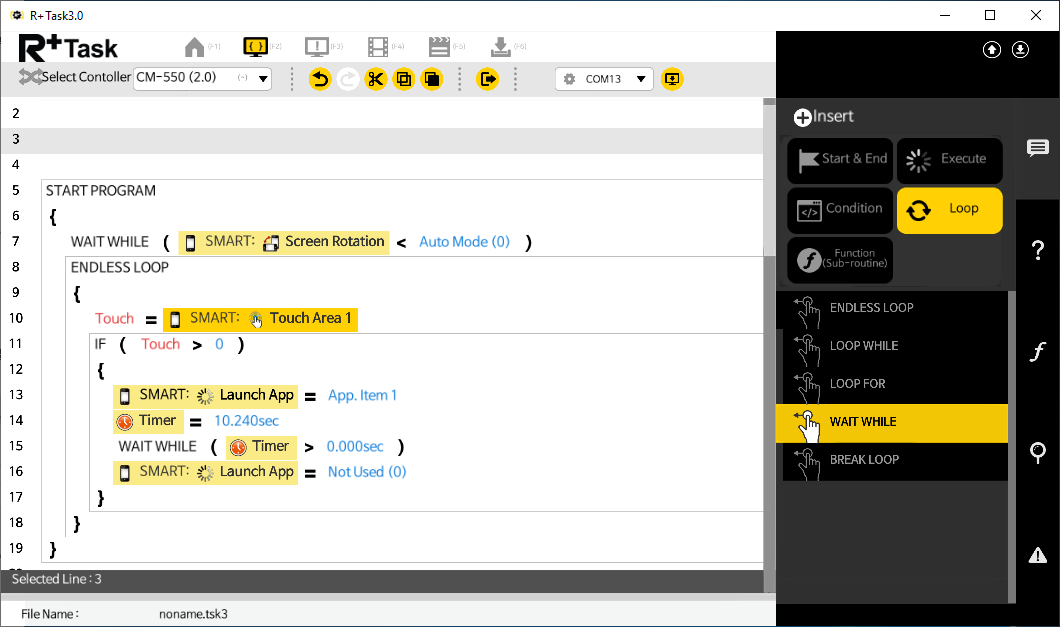 R+Task3.0
R+Task (F1) (F2) (F3) (F4) (F5) (F6)
Select Contoller CM-550 (2.0) (-) COM13
2
3
4
5 START PROGRAM
6 {
7 WAIT WHILE ( SMART: Screen Rotation < Auto Mode (0) )
8 ENDLESS LOOP
9 {
10 Touch = SMART: Touch Area 1
11 IF ( Touch > 0 )
12 {
13 SMART: Launch App = App. Item 1
14 Timer = 10.240sec
15 WAIT WHILE ( Timer > 0.000sec )
16 SMART: Launch App = Not Used (0)
17 }
18 }
19 }
Selected Line : 3
File Name : noname.tsk3
Insert
Start & End
Execute
Condition
Loop
Function
(Sub-routine)
ENDLESS LOOP
LOOP WHILE
LOOP FOR
WAIT WHILE
BREAK LOOP